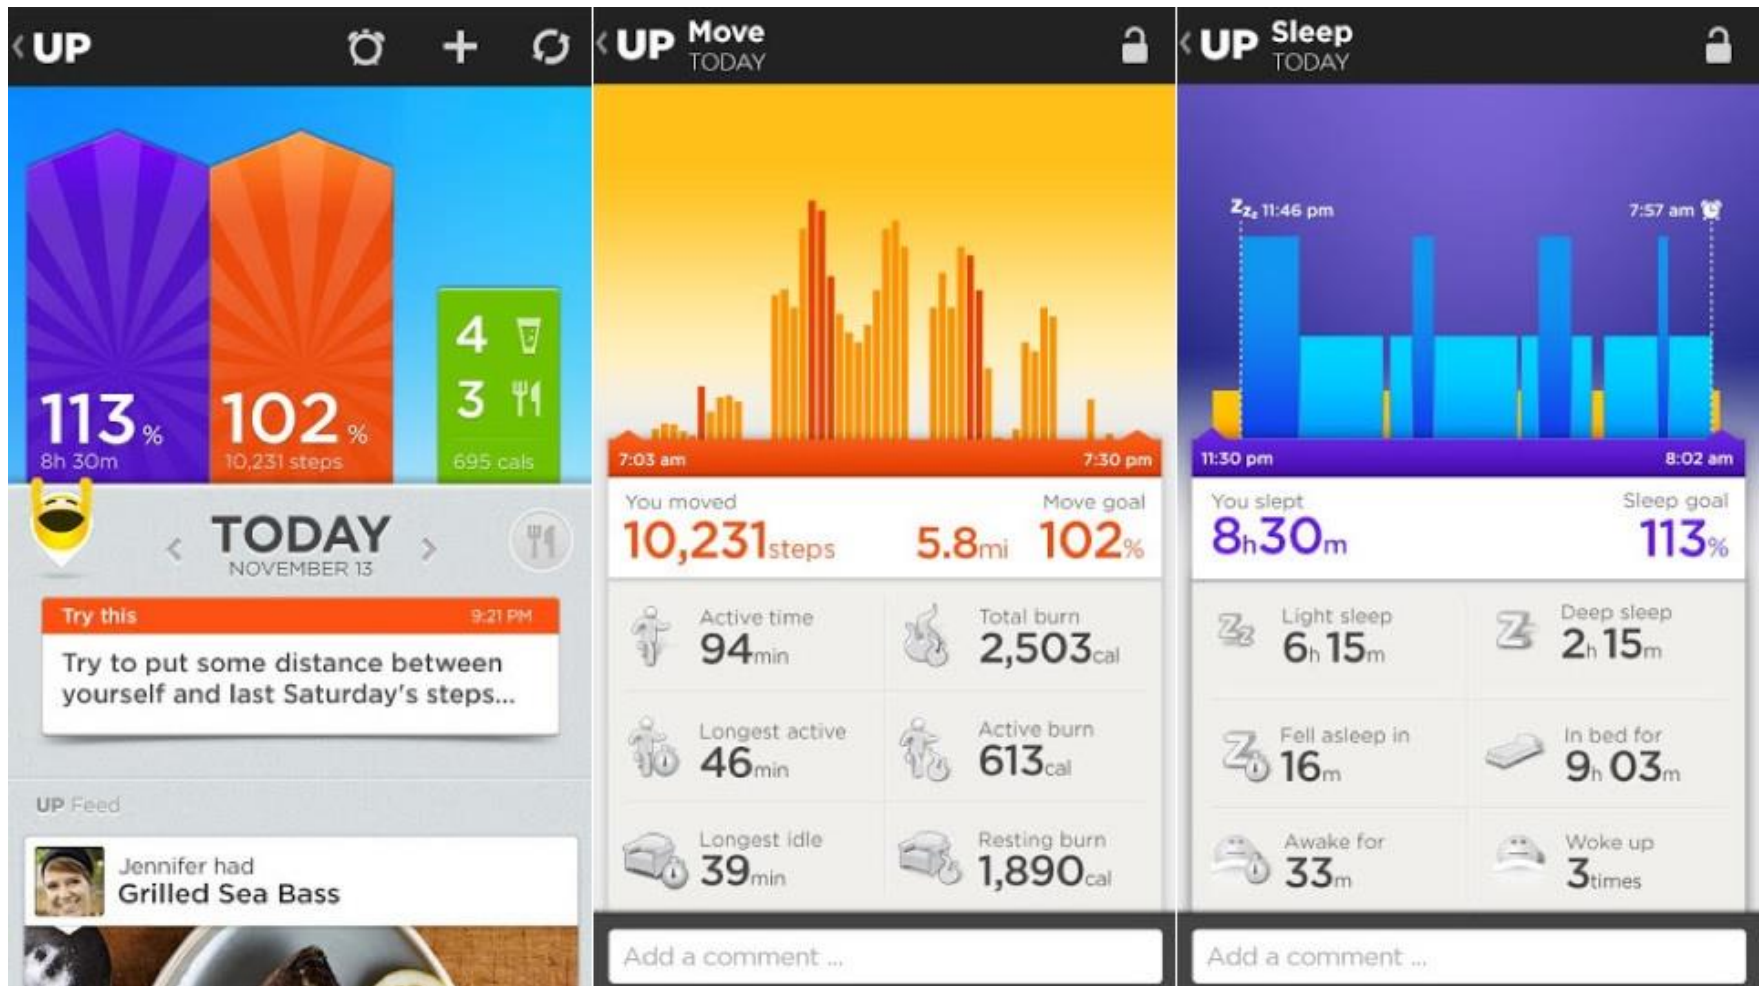 UP
113%
8h 30m
102%
10,231 steps
4
3
695 cals
TODAY
NOVEMBER 13
Try this 9:21 PM
Try to put some distance between
yourself and last Saturday's steps...
UP Feed
Jennifer had
Grilled Sea Bass
UP Move
TODAY
7:03 am 7:30 pm
You moved Move goal
10,231steps 5.8mi 102%
Active time Total burn
94min 2,503cal
Longest active Active burn
46min 613cal
Longest idle Resting burn
39min 1,890cal
Add a comment ...
UP Sleep
TODAY
Zzz 11:46 pm 7:57 am
11:30 pm 8:02 am
You slept Sleep goal
8h30m 113%
Light sleep Deep sleep
6h 15m 2h 15m
Fell asleep in In bed for
16m 9h 03m
Awake for Woke up
33m 3times
Add a comment ...